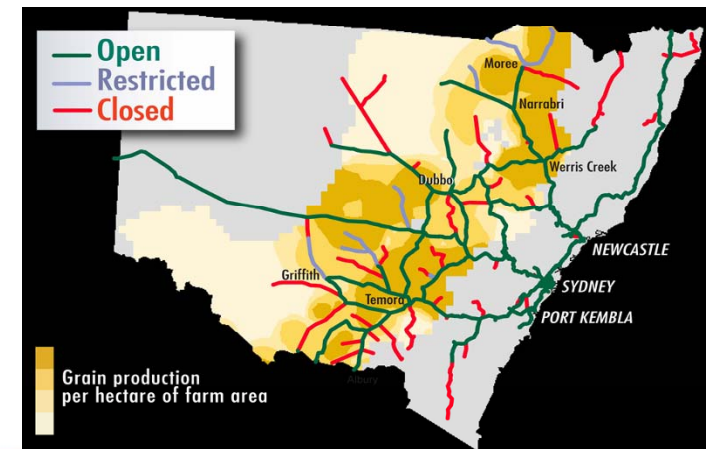 Open
Restricted
Closed
Moree
Narrabri
Werris Creek
Dubbo
NEWCASTLE
SYDNEY
PORT KEMBLA
Griffith
Temora
Albury
Grain production
per hectare of farm area